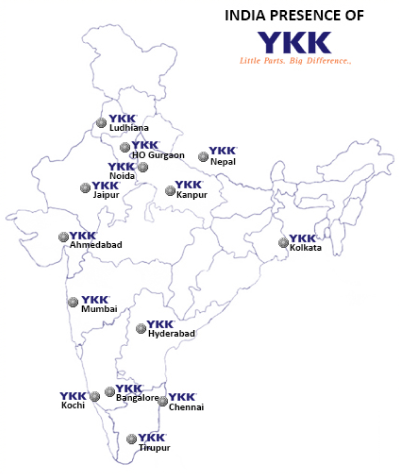 INDIA PRESENCE OF
YKK
Little Parts. Big Difference.,
YKK
Ludhiana
YKK
HO Gurgaon
YKK
Nepal
YKK
Noida
YKK
Jaipur
YKK
Kanpur
YKK
Ahmedabad
YKK
Kolkata
YKK
Mumbai
YKK
Hyderabad
YKK
Kochi
YKK
Bangalore
YKK
Chennai
YKK
Tirupur